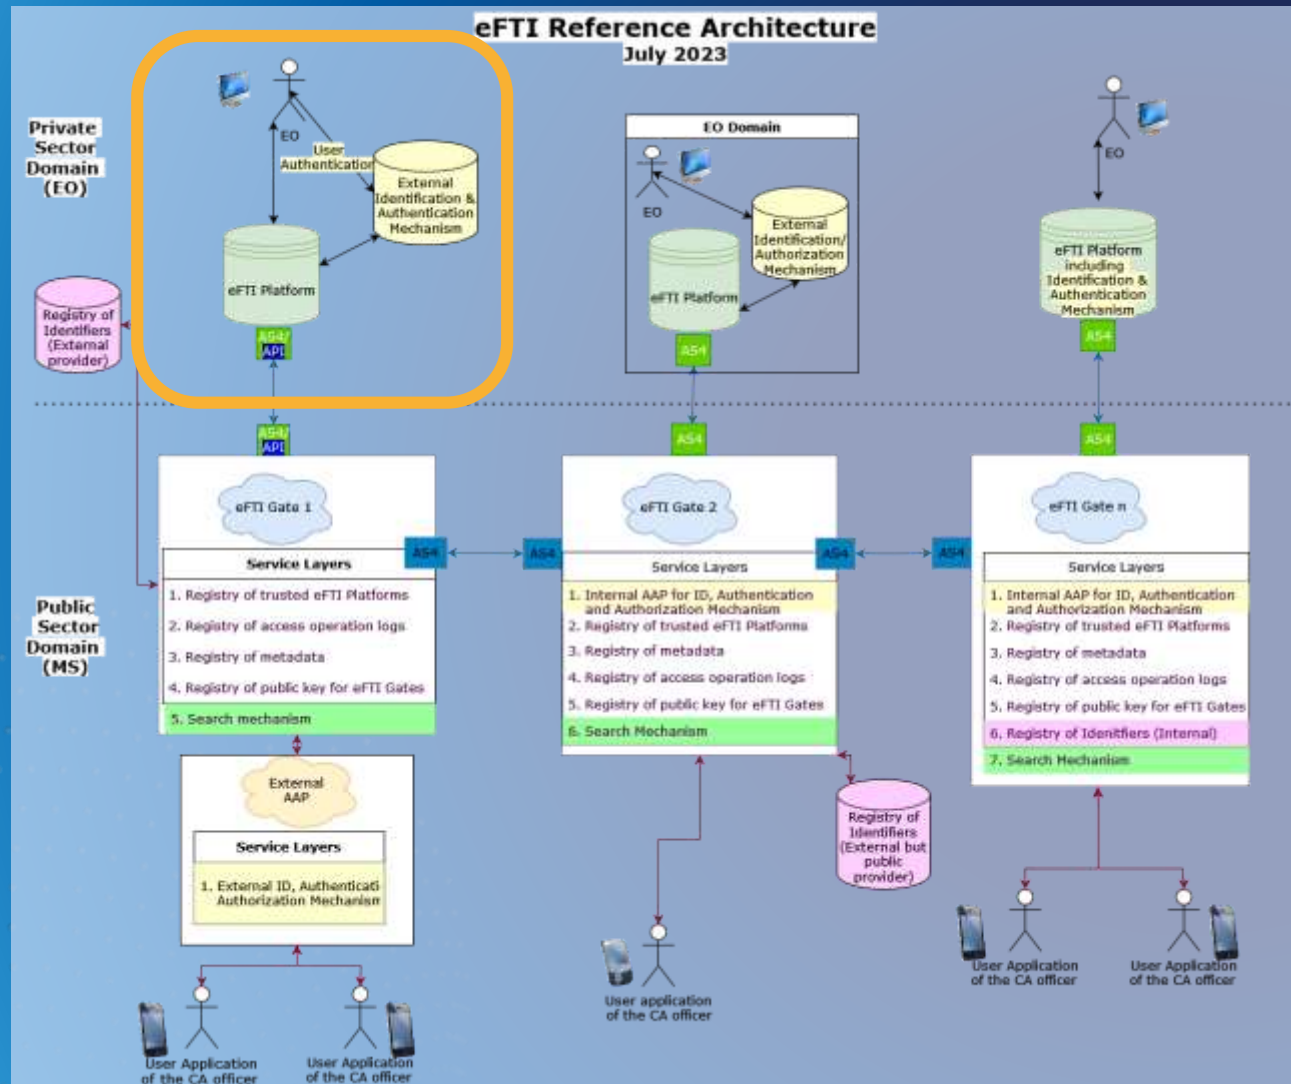 eFTI Reference Architecture
July 2023
Private
Sector
Domain
(EO)
EO
User
Authentication
External
Identification &
Authentication
Mechanism
eFTI Platform
AS4/
API
Registry of
Identifiers
(External
provider)
EO Domain
EO
External
Identification/
Authorization
Mechanism
eFTI Platform
AS4
EO
eFTI Platform
including
Identification &
Authentication
Mechanism
AS4
AS4/
API
AS4
AS4
eFTI Gate 1
AS4
Service Layers
1. Registry of trusted eFTI Platforms
2. Registry of access operation logs
3. Registry of metadata
4. Registry of public key for eFTI Gates
5. Search mechanism
AS4
eFTI Gate 2
AS4
Service Layers
1. Internal AAP for ID, Authentication
and Authorization Mechanism
2. Registry of trusted eFTI Platforms
3. Registry of metadata
4. Registry of access operation logs
5. Registry of public key for eFTI Gates
6. Search Mechanism
AS4
eFTI Gate n
Service Layers
1. Internal AAP for ID, Authentication
and Authorization Mechanism
2. Registry of trusted eFTI Platforms
3. Registry of metadata
4. Registry of access operation logs
5. Registry of public key for eFTI Gates
6. Registry of Idenitfiers (Internal)
7. Search Mechanism
Public
Sector
Domain
(MS)
External
AAP
Service Layers
1. External ID, Authenticati
Authorization Mechanism
Registry of
Identifiers
(External but
public
provider)
User Application
of the CA officer
User Application
of the CA officer
User application
of the CA officer
User Application
of the CA officer
User Application
of the CA officer